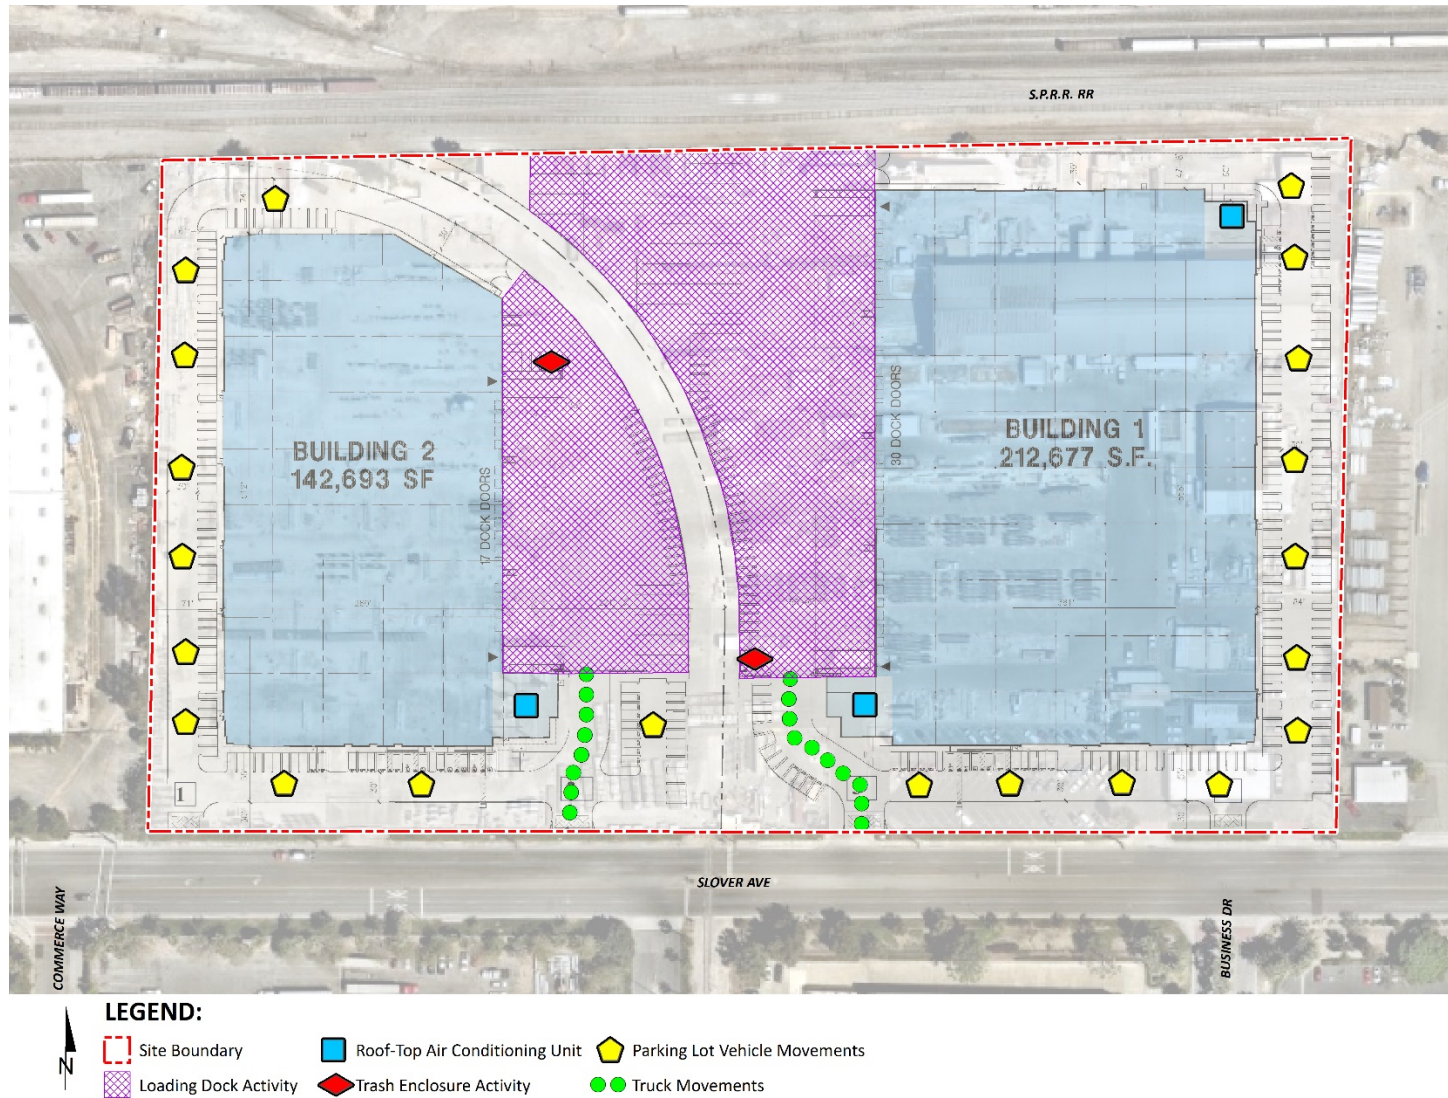 S.P.R.R. RR
BUILDING 2
142,693 SF
17 DOCK DOORS
30 DOCK DOORS
BUILDING 1
212,677 S.F.
1
SLOVER AVE
COMMERCE WAY
BUSINESS DR
N
LEGEND:
Site Boundary
Roof-Top Air Conditioning Unit
Parking Lot Vehicle Movements
Loading Dock Activity
Trash Enclosure Activity
Truck Movements